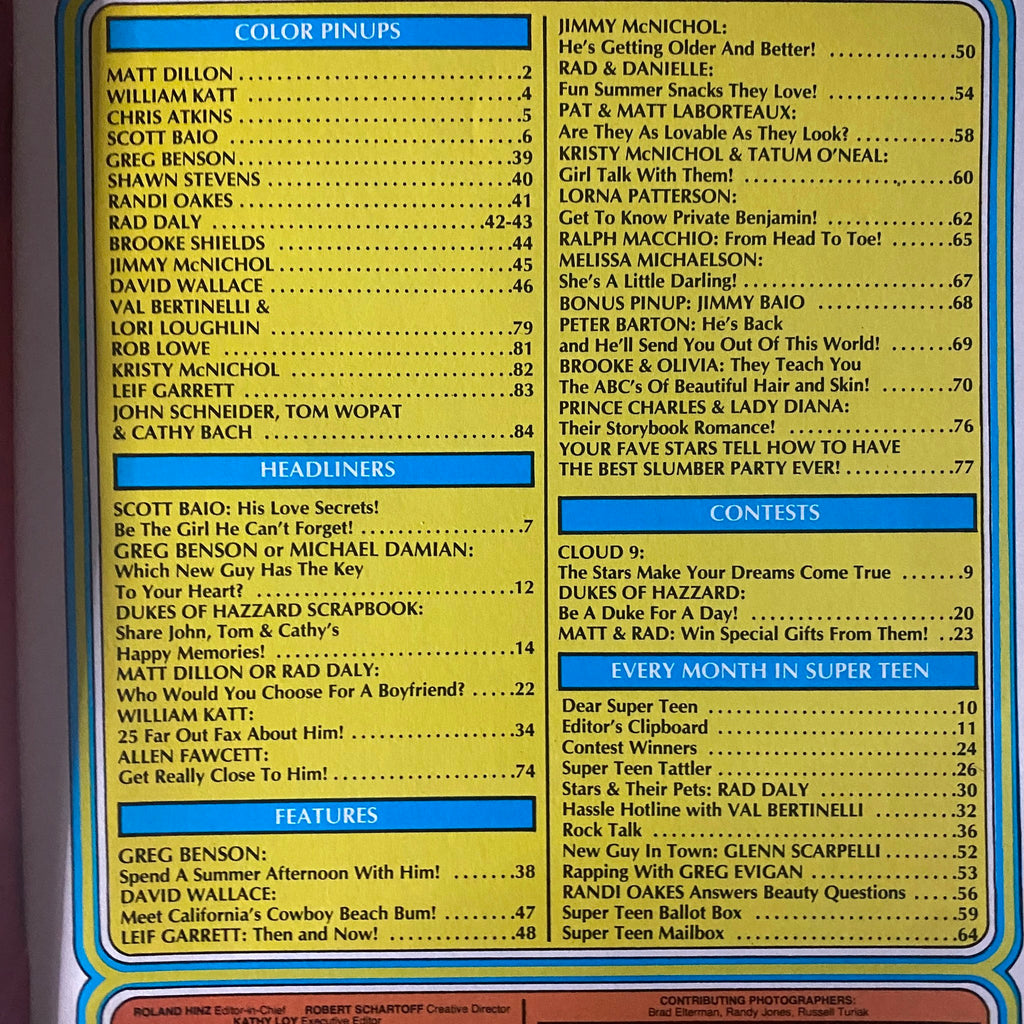 COLOR PINUPS
MATT DILLON..............................2
WILLIAM KATT ............................4
CHRIS ATKINS.............................5
SCOTT BAIO ..............................6
GREG BENSON.............................39
SHAWN STEVENS ..........................40
RANDI OAKES.............................41
RAD DALY ............................42-43
BROOKE SHIELDS .........................44
JIMMY McNICHOL..........................45
DAVID WALLACE ..........................46
VAL BERTINELLI &
LORI LOUGHLIN ..........................79
ROB LOWE ...............................81
KRISTY McNICHOL ........................82
LEIF GARRETT ...........................83
JOHN SCHNEIDER, TOM WOPAT
& CATHY BACH ...........................84
HEADLINERS
SCOTT BAIO: His Love Secrets!
Be The Girl He Can't Forget! ..................7
GREG BENSON or MICHAEL DAMIAN:
Which New Guy Has The Key
To Your Heart? ............................12
DUKES OF HAZZARD SCRAPBOOK:
Share John, Tom & Cathy's
Happy Memories! .........................14
MATT DILLON OR RAD DALY:
Who Would You Choose For A Boyfriend? .....22
WILLIAM KATT:
25 Far Out Fax About Him! .................34
ALLEN FAWCETT:
Get Really Close To Him!...................74
FEATURES
GREG BENSON:
Spend A Summer Afternoon With Him! .......38
DAVID WALLACE:
Meet California's Cowboy Beach Bum! ........47
LEIF GARRETT: Then and Now! .............48
JIMMY McNICHOL:
He's Getting Older And Better! .............50
RAD & DANIELLE:
Fun Summer Snacks They Love! .............54
PAT & MATT LABORTEAUX:
Are They As Lovable As They Look? ..........58
KRISTY McNICHOL & TATUM O'NEAL:
Girl Talk With Them! ......................60
LORNA PATTERSON:
Get To Know Private Benjamin! .............62
RALPH MACCHIO: From Head To Toe! .......65
MELISSA MICHAELSON:
She's A Little Darling!.......................67
BONUS PINUP: JIMMY BAIO ..............68
PETER BARTON: He's Back
and He'll Send You Out Of This World! .......69
BROOKE & OLIVIA: They Teach You
The ABC's Of Beautiful Hair and Skin! ........70
PRINCE CHARLES & LADY DIANA:
Their Storybook Romance! .................76
YOUR FAVE STARS TELL HOW TO HAVE
THE BEST SLUMBER PARTY EVER!............77
CONTESTS
CLOUD 9:
The Stars Make Your Dreams Come True .......9
DUKES OF HAZZARD:
Be A Duke For A Day! .....................20
MATT & RAD: Win Special Gifts From Them! ..23
EVERY MONTH IN SUPER TEEN
Dear Super Teen .........................10
Editor's Clipboard ........................11
Contest Winners .........................24
Super Teen Tattler........................26
Stars & Their Pets: RAD DALY ..............30
Hassle Hotline with VAL BERTINELLI .........32
Rock Talk ...............................36
New Guy In Town: GLENN SCARPELLI........52
Rapping With GREG EVIGAN ...............53
RANDI OAKES Answers Beauty Questions .....56
Super Teen Ballot Box .....................59
Super Teen Mailbox .......................64
ROLAND HINZ Editor-in-Chief ROBERT SCHARTOFF Creative Director
KATHY LOY Executive Editor
CONTRIBUTING PHOTOGRAPHERS:
Brad Elterman, Randy Jones, Russell Turiak